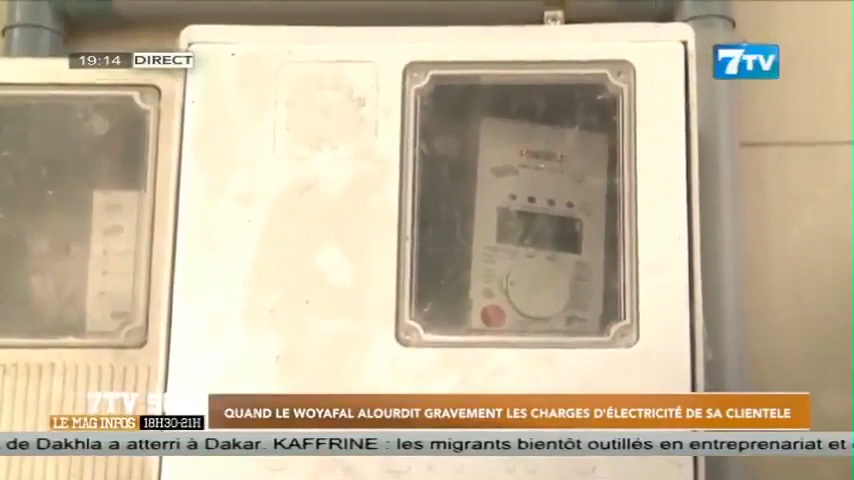 19:14 DIRECT
7TV
7TV S
QUAND LE WOYAFAL ALOURDIT GRAVEMENT LES CHARGES D'ÉLECTRICITÉ DE SA CLIENTELE
LE MAG INFOS 18H30-21H
de Dakhla a atterri à Dakar. KAFFRINE : les migrants bientôt outillés en entreprenariat et